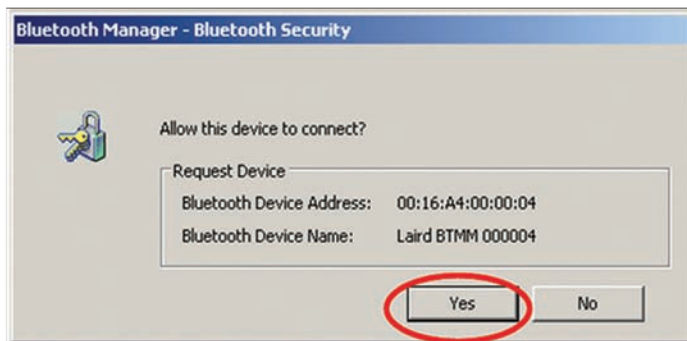 Bluetooth Manager - Bluetooth Security
Allow this device to connect?
Request Device
Bluetooth Device Address: 00:16:A4:00:00:04
Bluetooth Device Name: Laird BTMM 000004
Yes No